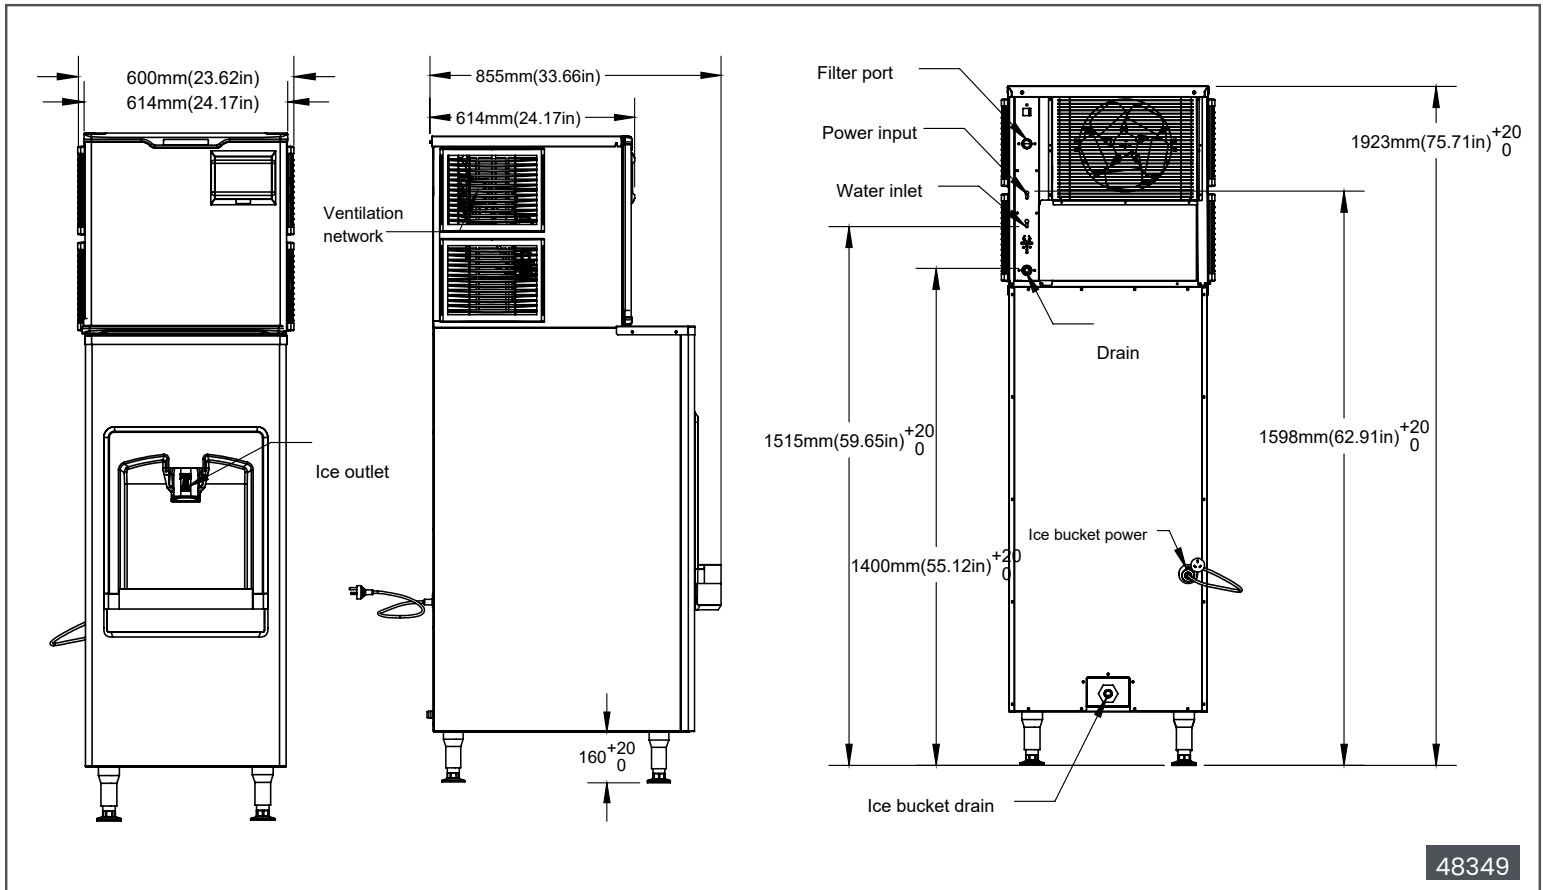 600mm(23.62in)
614mm(24.17in)
855mm(33.66in)
614mm(24.17in)
Ventilation
network
Ice outlet
160+20
0
Filter port
Power input
Water inlet
Drain
1923mm(75.71in)+20
0
1515mm(59.65in)+20
0
1598mm(62.91in)+20
0
1400mm(55.12in)+20
0
Ice bucket power
Ice bucket drain
48349